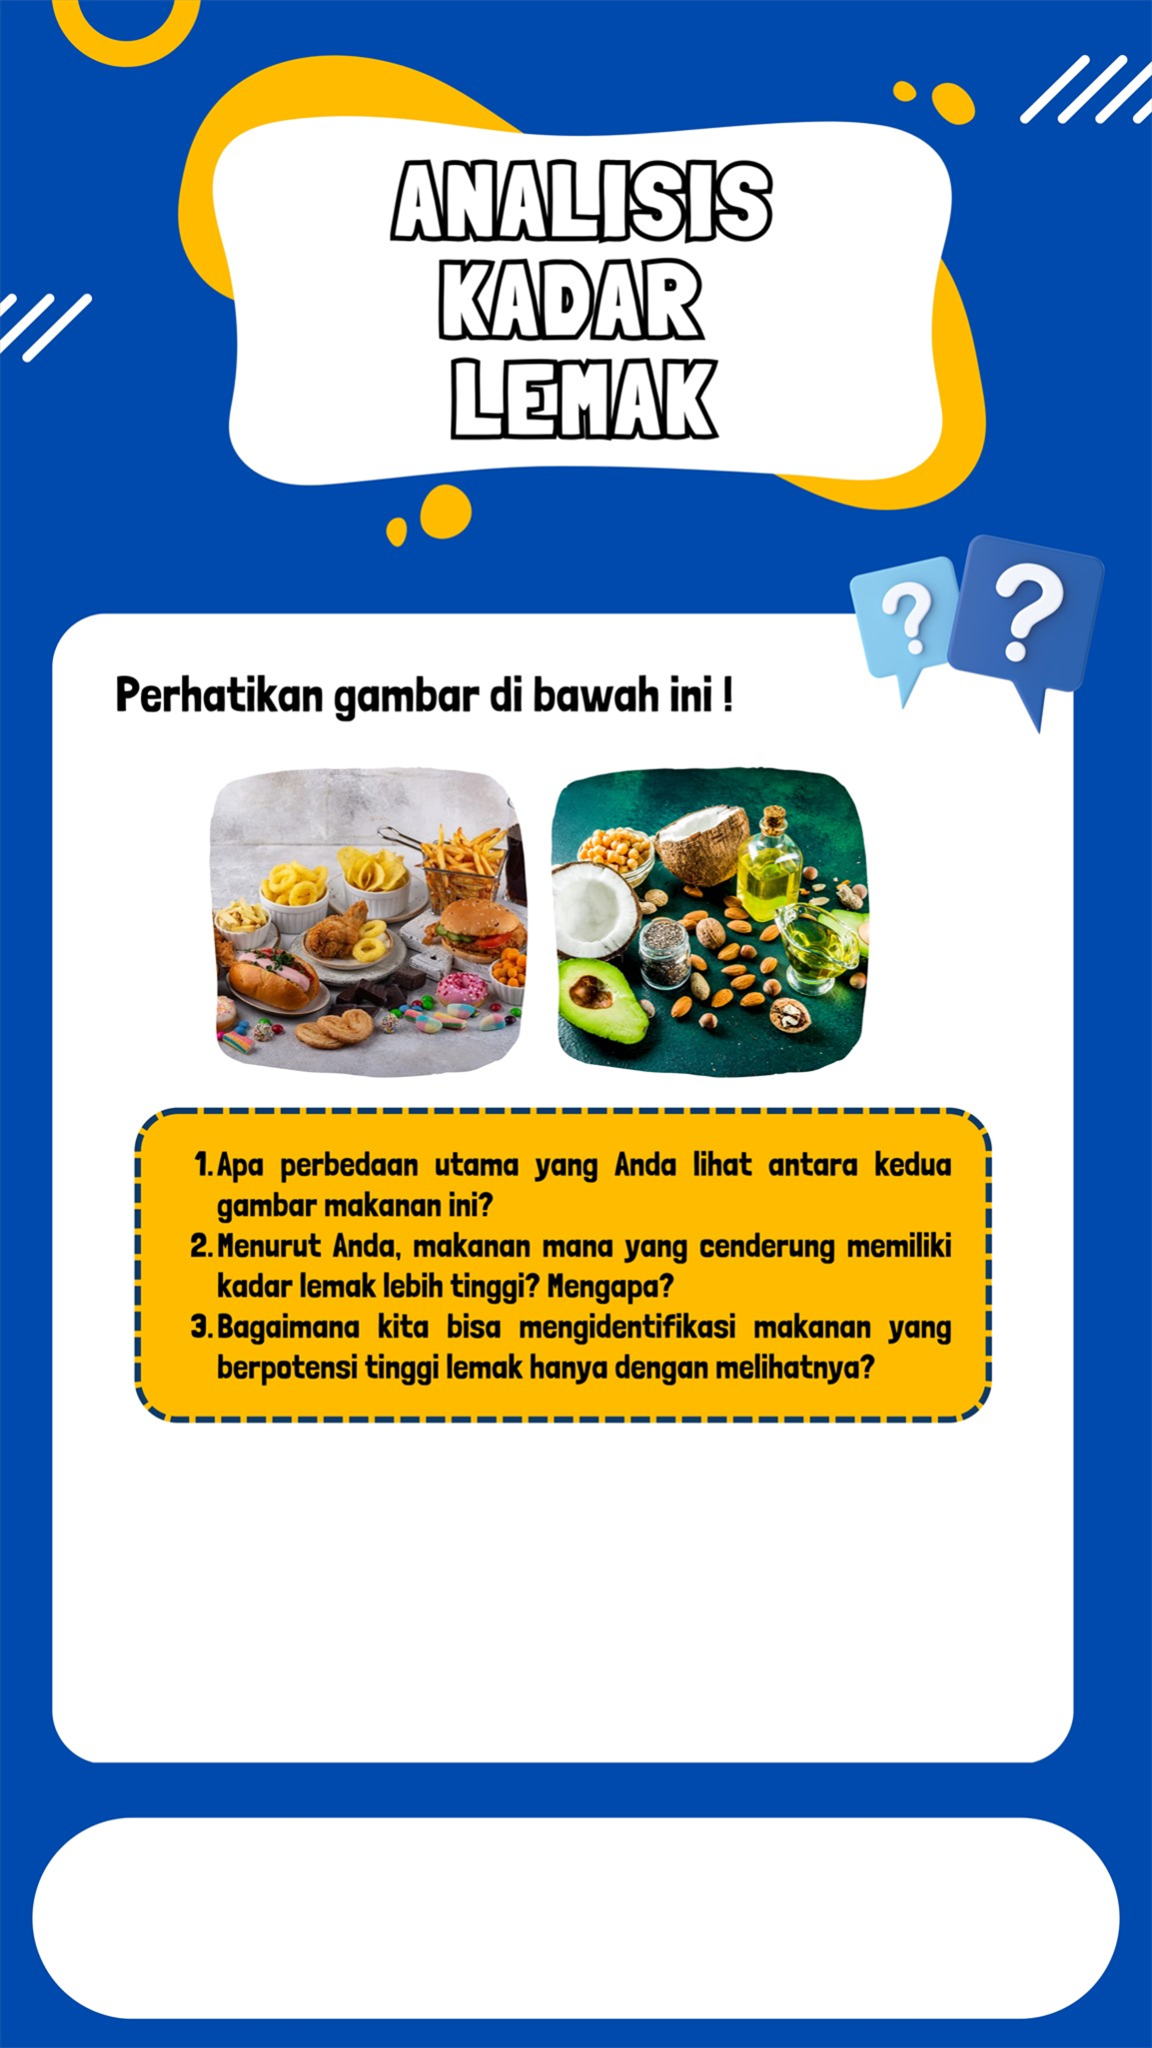 ANALISIS
KADAR
LEMAK
? ?
Perhatikan gambar di bawah ini !
1. Apa perbedaan utama yang Anda lihat antara kedua
gambar makanan ini?
2. Menurut Anda, makanan mana yang cenderung memiliki
kadar lemak lebih tinggi? Mengapa?
3. Bagaimana kita bisa mengidentifikasi makanan yang
berpotensi tinggi lemak hanya dengan melihatnya?